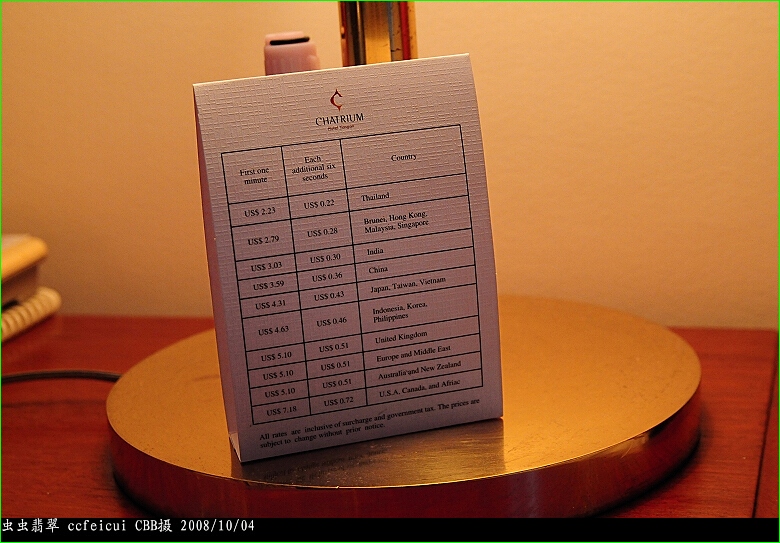 CHATRIUM
Hotel Yangon
First one minute Each additional six seconds Country
US$ 2.23 US$ 0.22 Thailand
US$ 2.79 US$ 0.28 Brunei, Hong Kong, Malaysia, Singapore
US$ 3.03 US$ 0.30 India
US$ 3.59 US$ 0.36 China
US$ 4.31 US$ 0.43 Japan, Taiwan, Vietnam
US$ 4.63 US$ 0.46 Indonesia, Korea, Philippines
US$ 5.10 US$ 0.51 United Kingdom
US$ 5.10 US$ 0.51 Europe and Middle East
US$ 5.10 US$ 0.51 Australia and New Zealand
US$ 7.18 US$ 0.72 U.S.A, Canada, and Afriac
All rates are inclusive of surcharge and government tax. The prices are
subject to change without prior notice.
虫虫翡翠 ccfeicui CBB摄 2008/10/04